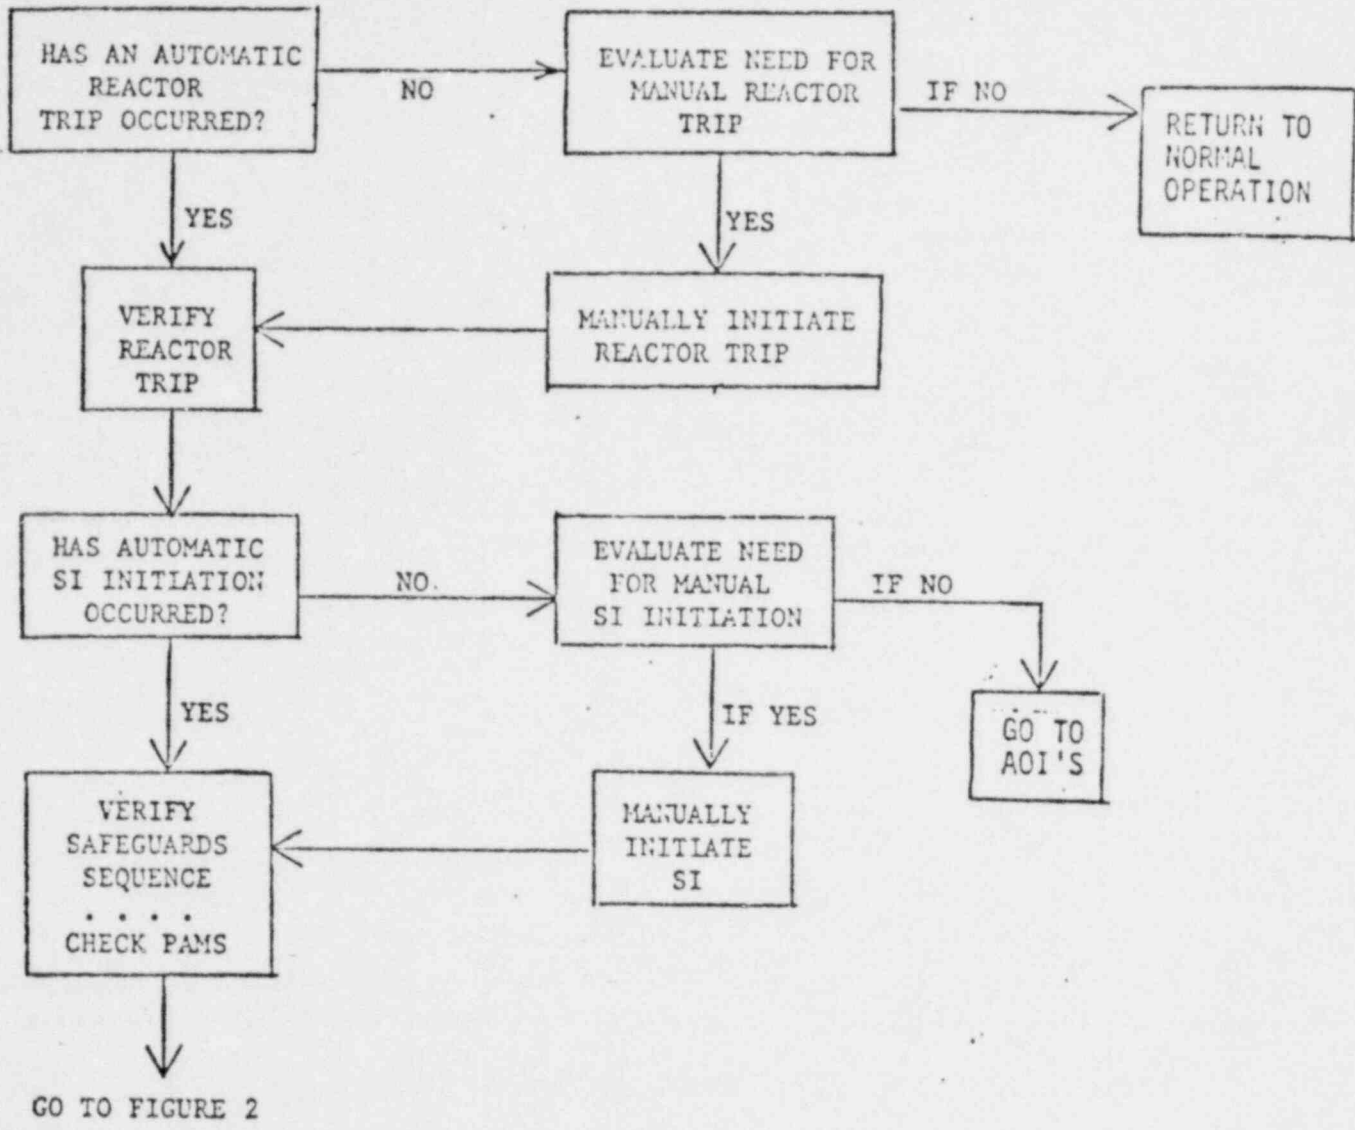 HAS AN AUTOMATIC
REACTOR
TRIP OCCURRED?
NO
EVALUATE NEED FOR
MANUAL REACTOR
TRIP
IF NO
RETURN TO
NORMAL
OPERATION
YES
YES
VERIFY
REACTOR
TRIP
MANUALLY INITIATE
REACTOR TRIP
HAS AUTOMATIC
SI INITIATION
OCCURRED?
NO
EVALUATE NEED
FOR MANUAL
SI INITIATION
IF NO
YES
IF YES
GO TO
AOI'S
VERIFY
SAFEGUARDS
SEQUENCE
. . . .
CHECK PAMS
MANUALLY
INITIATE
SI
GO TO FIGURE 2